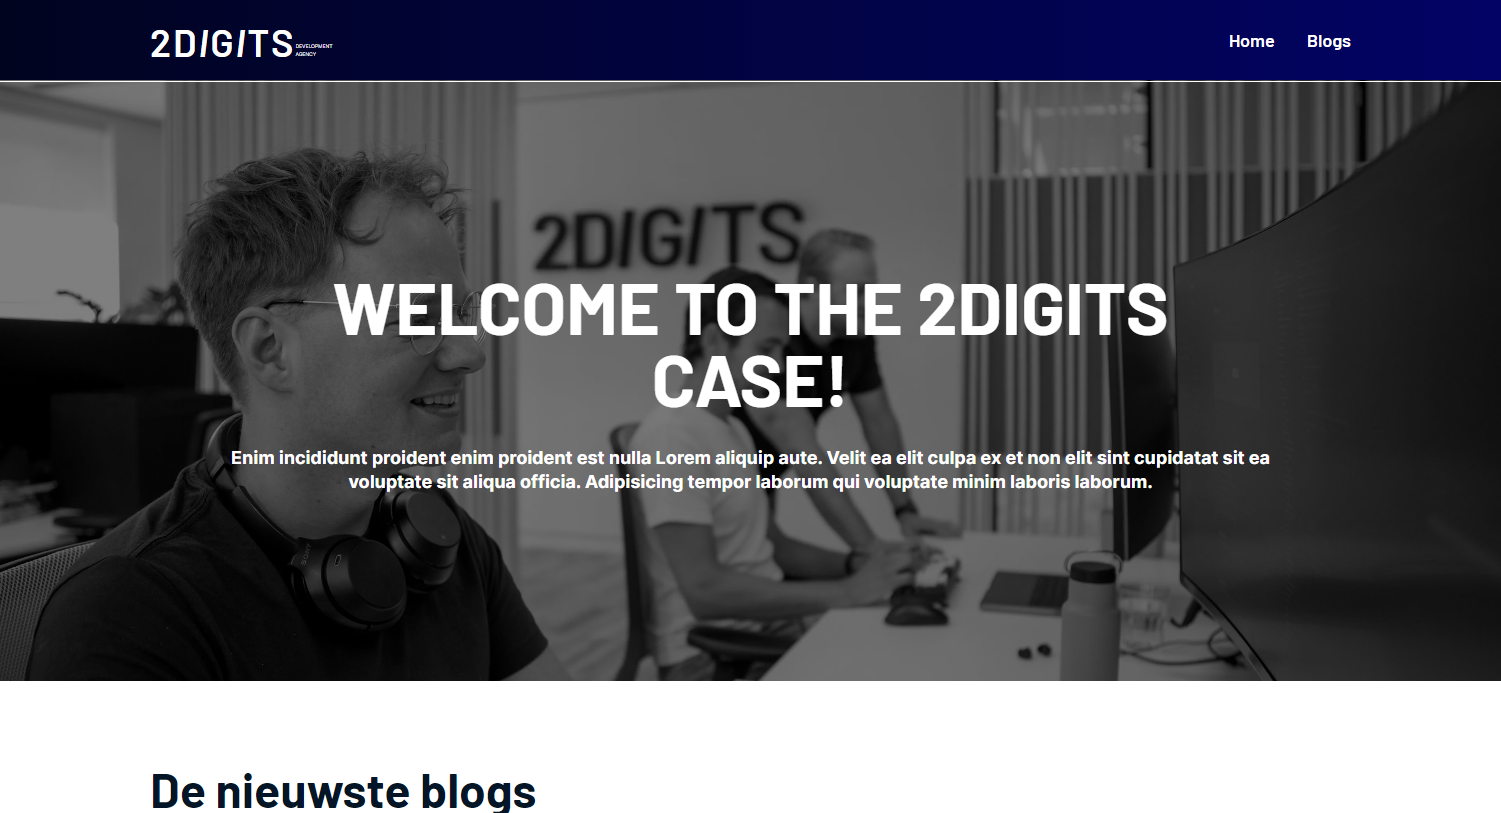 2DIGITS DEVELOPMENT
AGENCY
Home Blogs
2DIGITS
WELCOME TO THE 2DIGITS
CASE!
Enim incididunt proident enim proident est nulla Lorem aliquip aute. Velit ea elit culpa ex et non elit sint cupidatat sit ea
voluptate sit aliqua officia. Adipisicing tempor laborum qui voluptate minim laboris laborum.
SONY
De nieuwste blogs